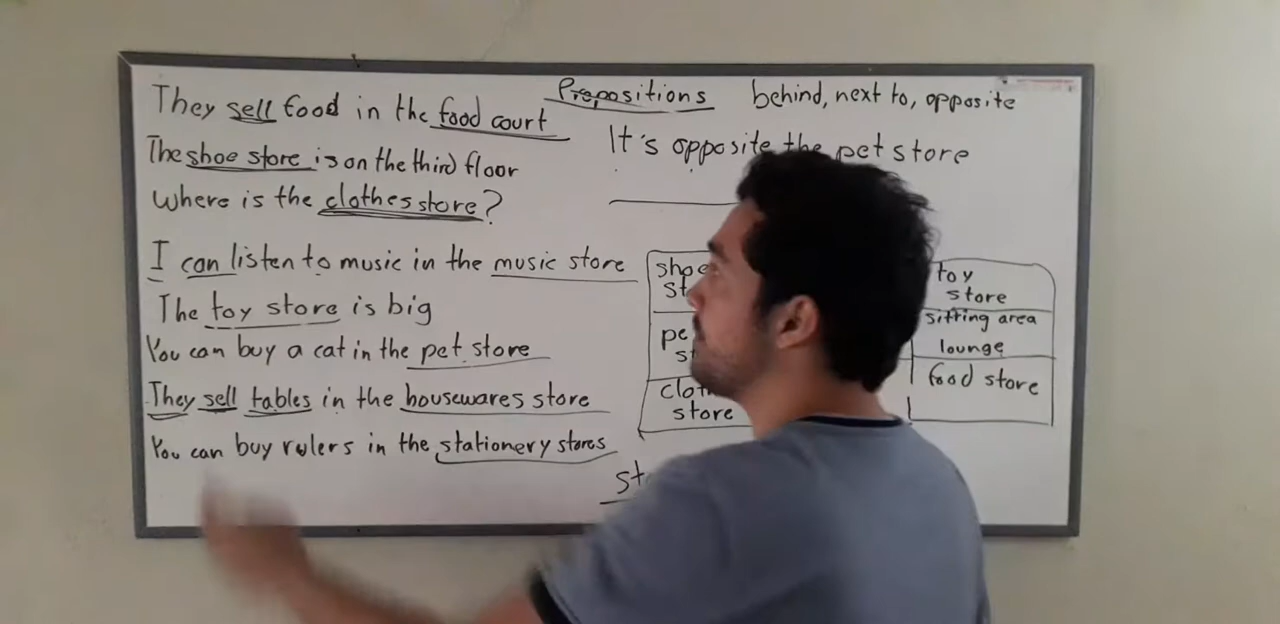 They sell food in the food court
The shoe store is on the third floor
Where is the clothes store?
I can listen to music in the music store
The toy store is big
You can buy a cat in the pet store
They sell tables in the housewares store
You can buy rulers in the stationery stores
Prepositions behind, next to, opposite
It's opposite the pet store
toy
store
sitting area
lounge
food store
store